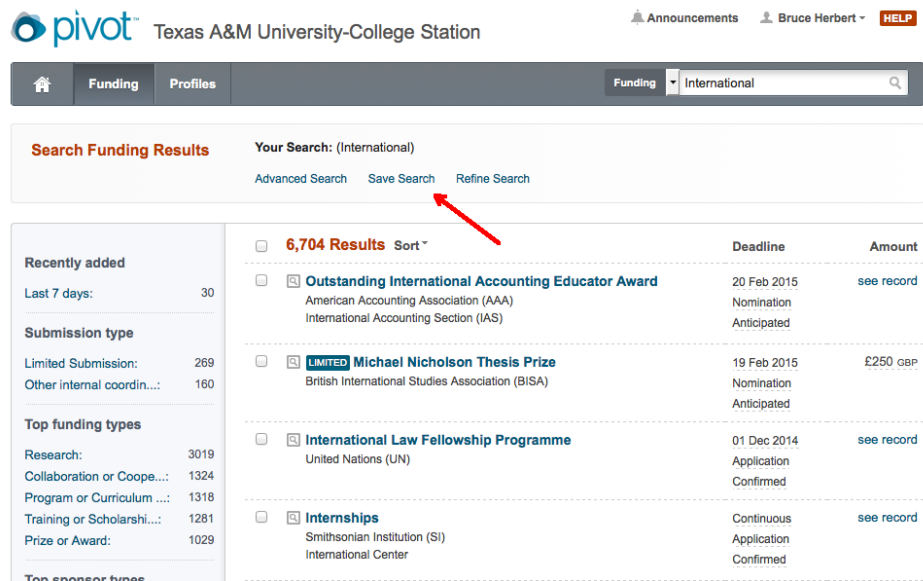 pivot™ Texas A&M University-College Station
Announcements Bruce Herbert HELP
Funding Profiles Funding International
Search Funding Results
Your Search: (International)
Advanced Search Save Search Refine Search
Recently added
Last 7 days: 30
Submission type
Limited Submission: 269
Other internal coordin...: 160
Top funding types
Research: 3019
Collaboration or Coope...: 1324
Program or Curriculum ...: 1318
Training or Scholarshi...: 1281
Prize or Award: 1029
Top sponsor types
6,704 Results Sort Deadline Amount
Outstanding International Accounting Educator Award 20 Feb 2015 see record
American Accounting Association (AAA) Nomination
International Accounting Section (IAS) Anticipated
LIMITED Michael Nicholson Thesis Prize 19 Feb 2015 £250 GBP
British International Studies Association (BISA) Nomination
Anticipated
International Law Fellowship Programme 01 Dec 2014 see record
United Nations (UN) Application
Confirmed
Internships Continuous see record
Smithsonian Institution (SI) Application
International Center Confirmed